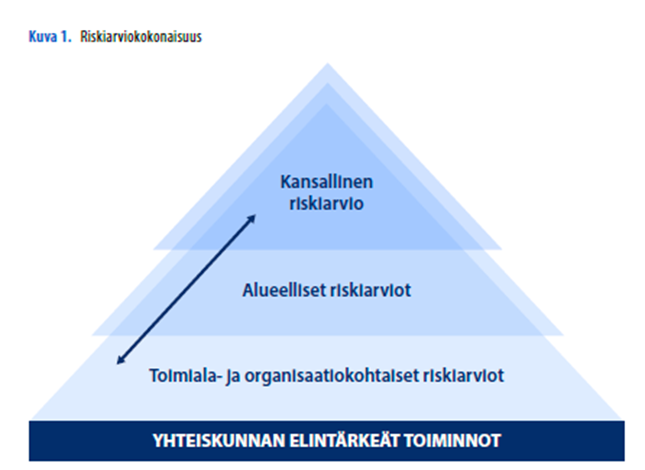 Kuva 1. Riskiarviokokonaisuus
Kansallinen
riskiarvio
Alueelliset riskiarviot
Toimiala- ja organisaatiokohtaiset riskiarviot
YHTEISKUNNAN ELINTÄRKEÄT TOIMINNOT